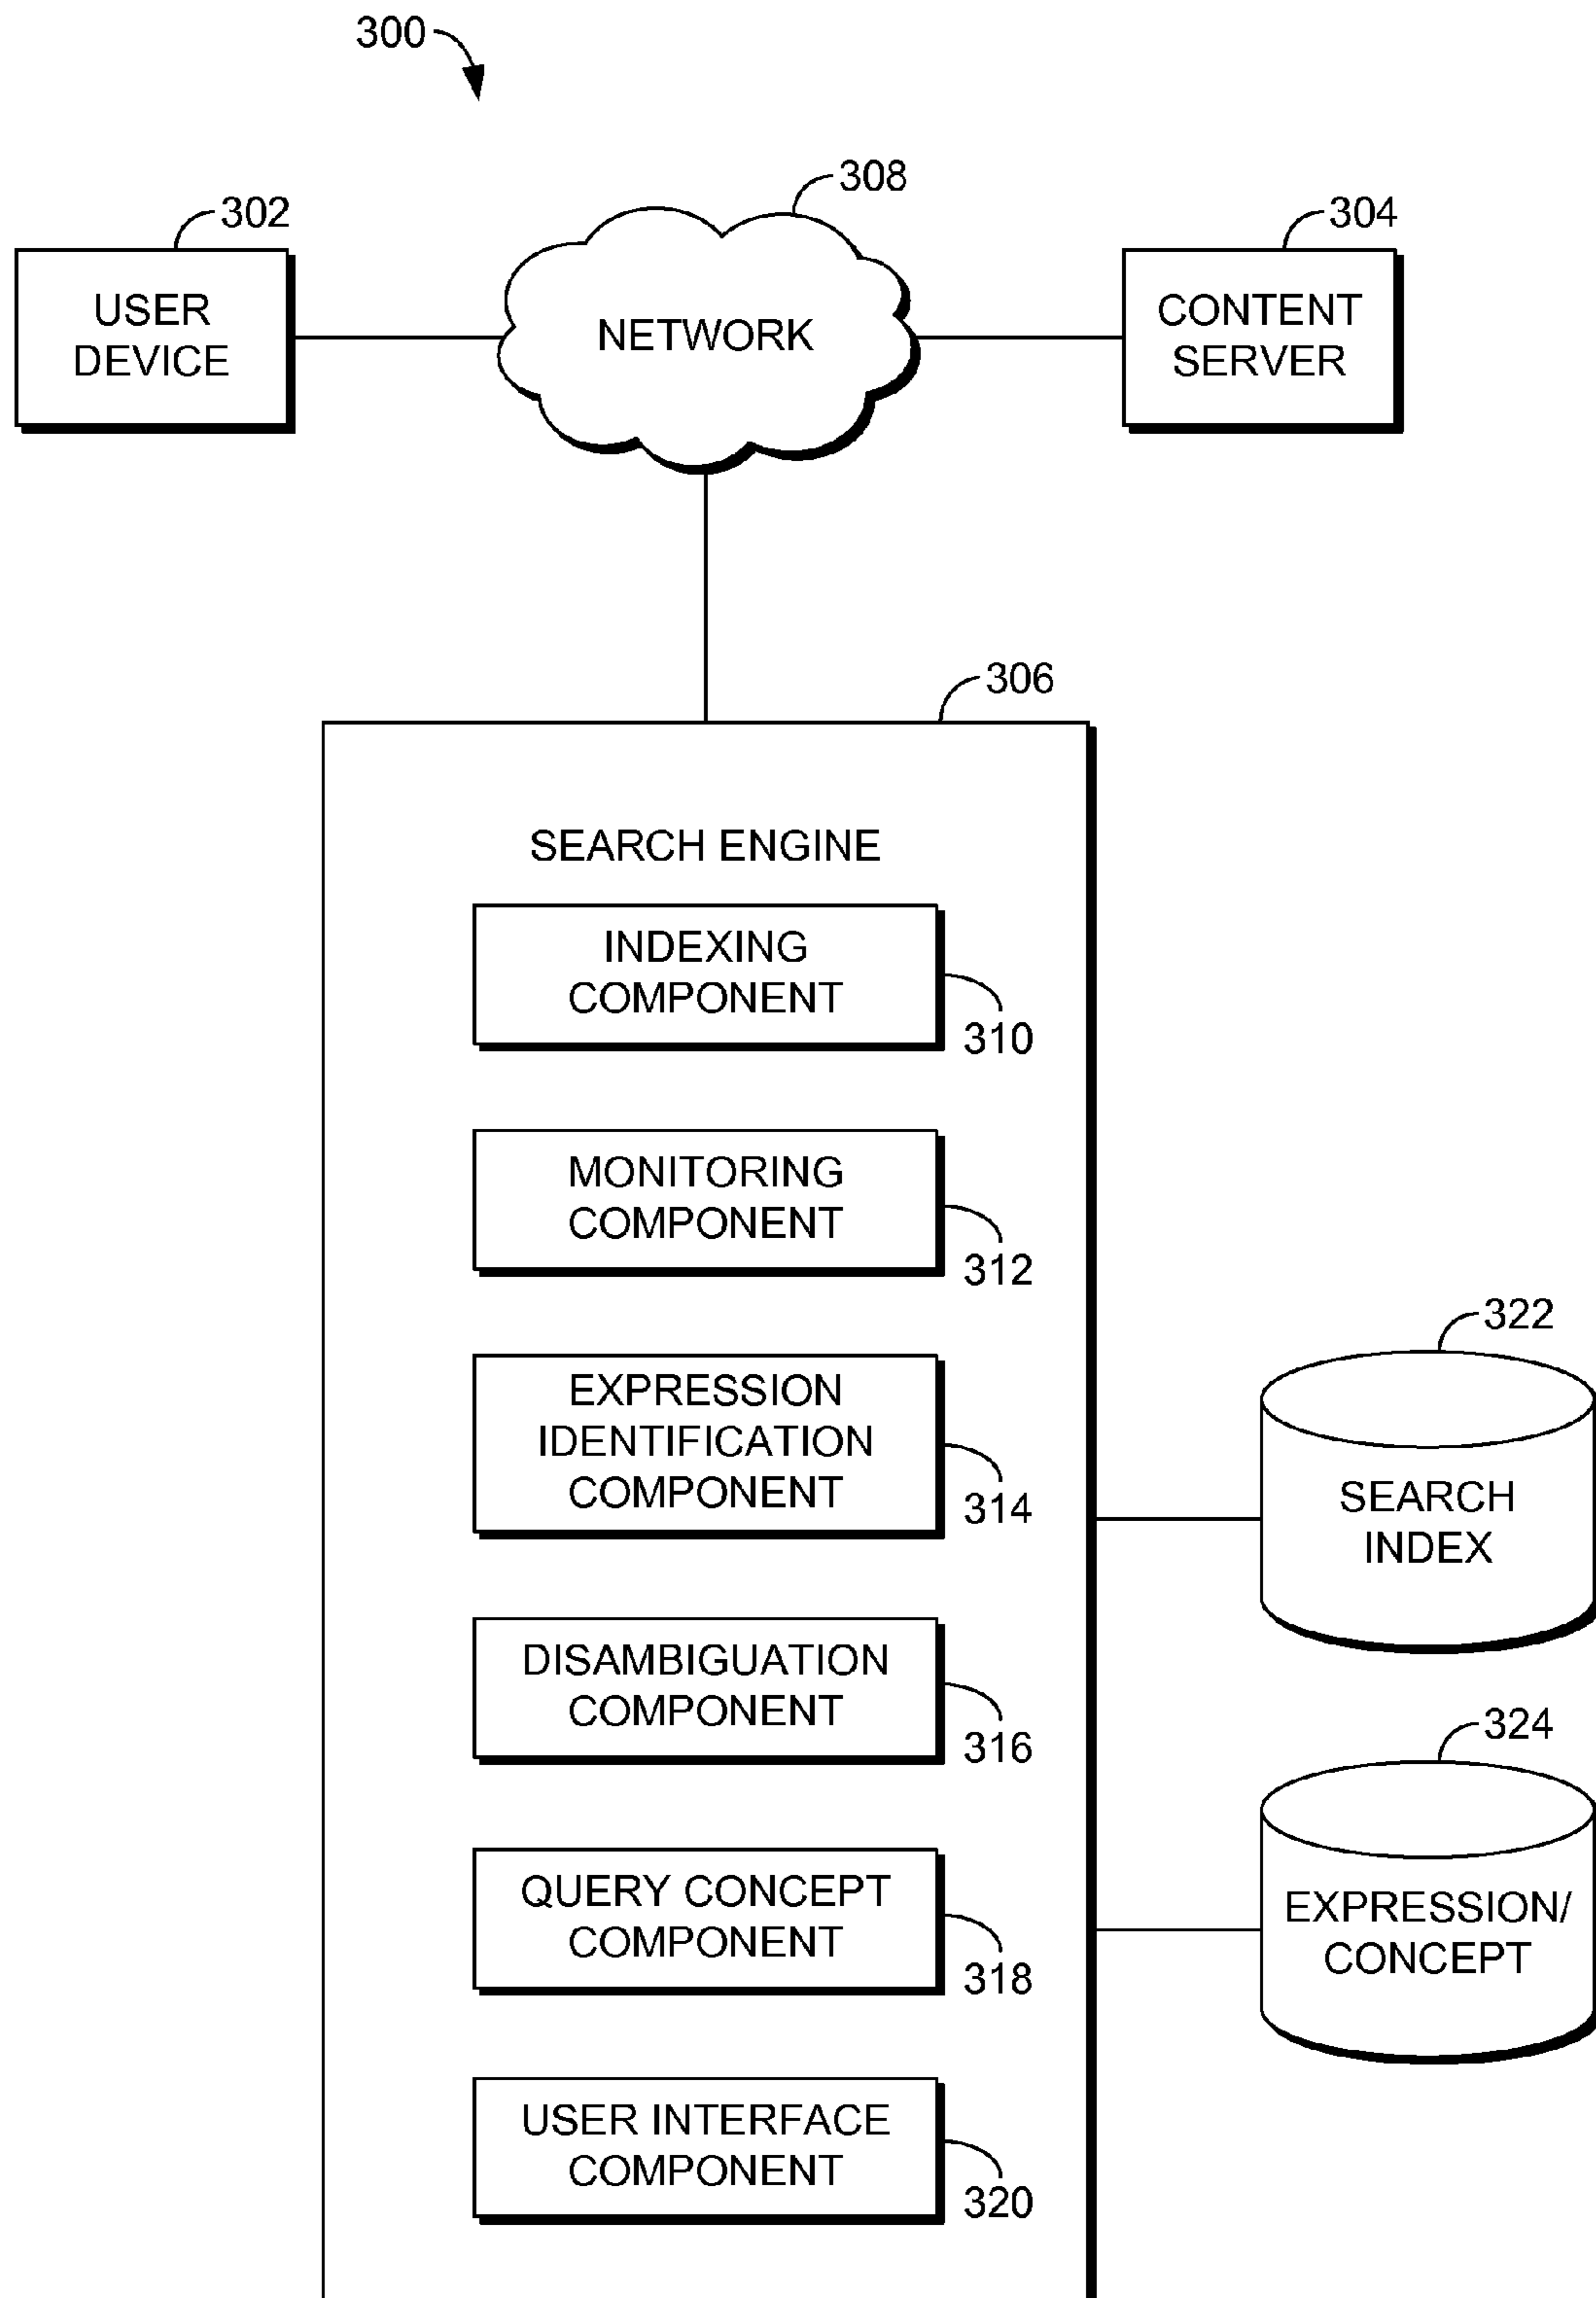 300
308
302
304
USER
DEVICE
NETWORK
CONTENT
SERVER
306
SEARCH ENGINE
INDEXING
COMPONENT
310
MONITORING
COMPONENT
312
EXPRESSION
IDENTIFICATION
COMPONENT
314
DISAMBIGUATION
COMPONENT
316
QUERY CONCEPT
COMPONENT
318
USER INTERFACE
COMPONENT
320
322
SEARCH
INDEX
324
EXPRESSION/
CONCEPT